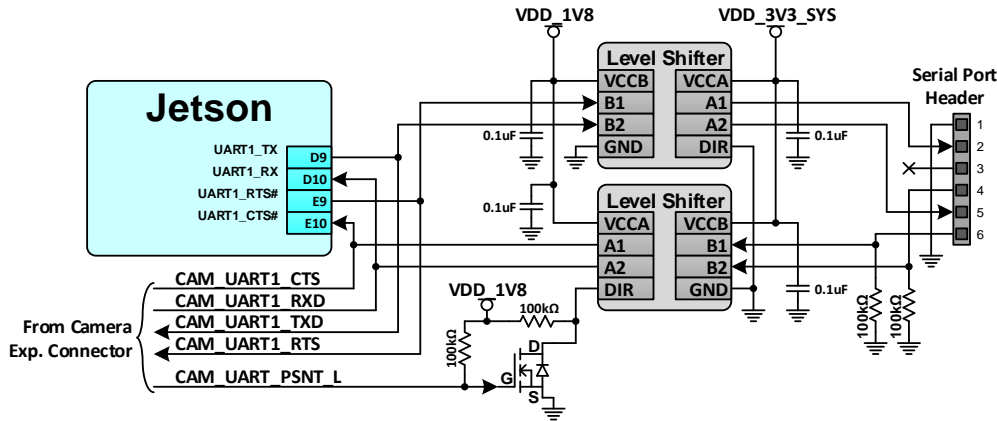 VDD_1V8
VDD_3V3_SYS
Level Shifter
VCCB
VCCA
B1
A1
B2
A2
GND
DIR
0.1uF
0.1uF
Serial Port
Header
1
2
3
4
5
6
Jetson
UART1_TX
D9
UART1_RX
D10
UART1_RTS#
E9
UART1_CTS#
E10
0.1uF
Level Shifter
VCCA
VCCB
A1
B1
A2
B2
DIR
GND
0.1uF
100kΩ
100kΩ
From Camera
Exp. Connector
CAM_UART1_CTS
CAM_UART1_RXD
CAM_UART1_TXD
CAM_UART1_RTS
CAM_UART_PSNT_L
VDD_1V8
100kΩ
100kΩ
D
G
S